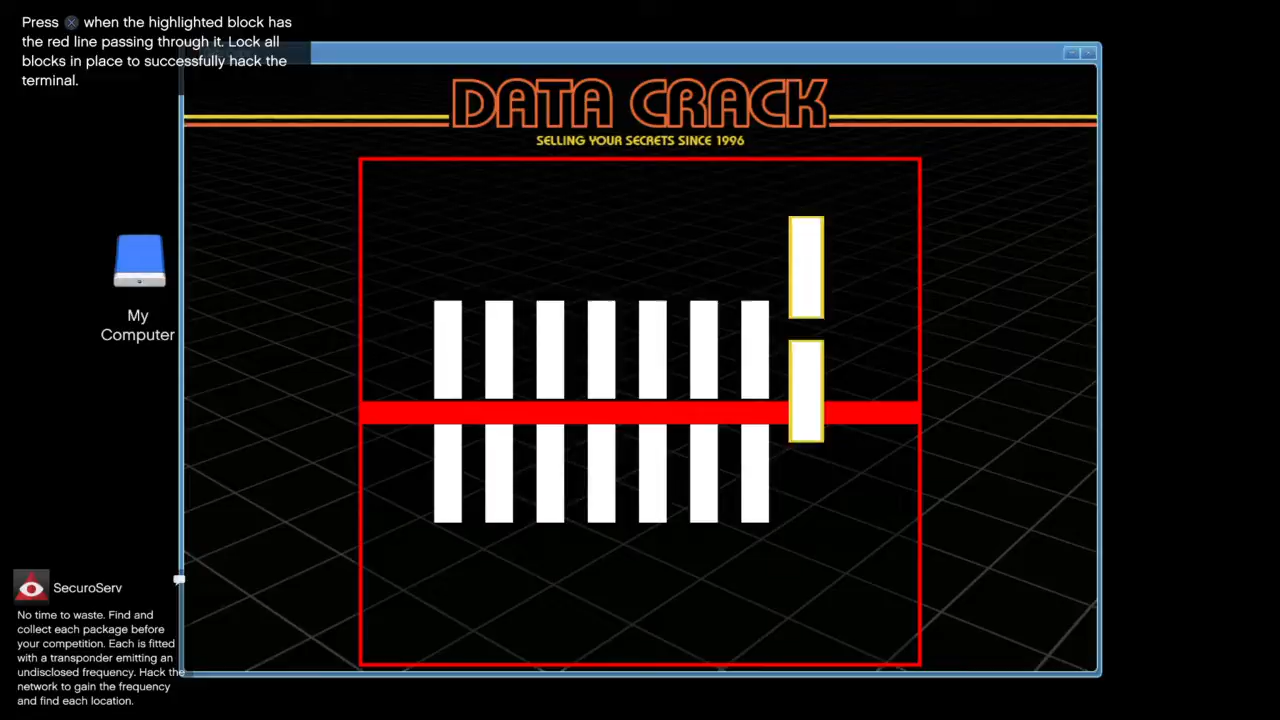 Press ⓧ when the highlighted block has
the red line passing through it. Lock all
blocks in place to successfully hack the
terminal.
DATA CRACK
SELLING YOUR SECRETS SINCE 1996
My
Computer
SecuroServ
No time to waste. Find and
collect each package before
your competition. Each is fitted
with a transponder emitting an
undisclosed frequency. Hack the
network to gain the frequency
and find each location.